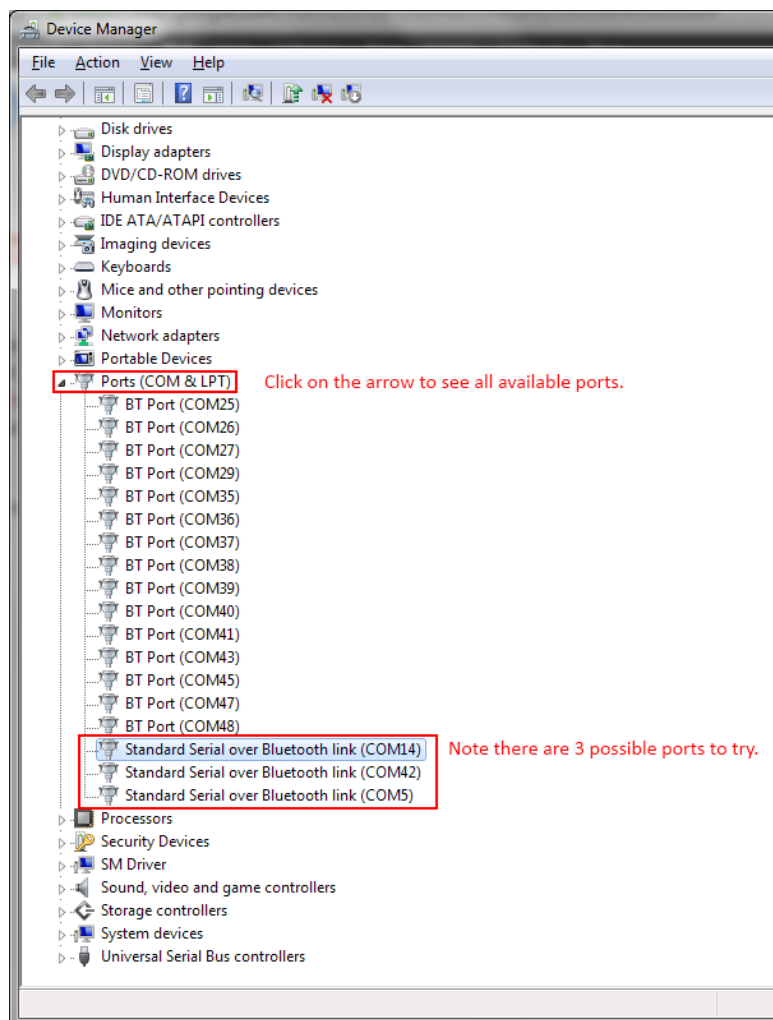 Device Manager
File Action View Help
Disk drives
Display adapters
DVD/CD-ROM drives
Human Interface Devices
IDE ATA/ATAPI controllers
Imaging devices
Keyboards
Mice and other pointing devices
Monitors
Network adapters
Portable Devices
Ports (COM & LPT) Click on the arrow to see all available ports.
BT Port (COM25)
BT Port (COM26)
BT Port (COM27)
BT Port (COM29)
BT Port (COM35)
BT Port (COM36)
BT Port (COM37)
BT Port (COM38)
BT Port (COM39)
BT Port (COM40)
BT Port (COM41)
BT Port (COM43)
BT Port (COM45)
BT Port (COM47)
BT Port (COM48)
Standard Serial over Bluetooth link (COM14) Note there are 3 possible ports to try.
Standard Serial over Bluetooth link (COM42)
Standard Serial over Bluetooth link (COM5)
Processors
Security Devices
SM Driver
Sound, video and game controllers
Storage controllers
System devices
Universal Serial Bus controllers